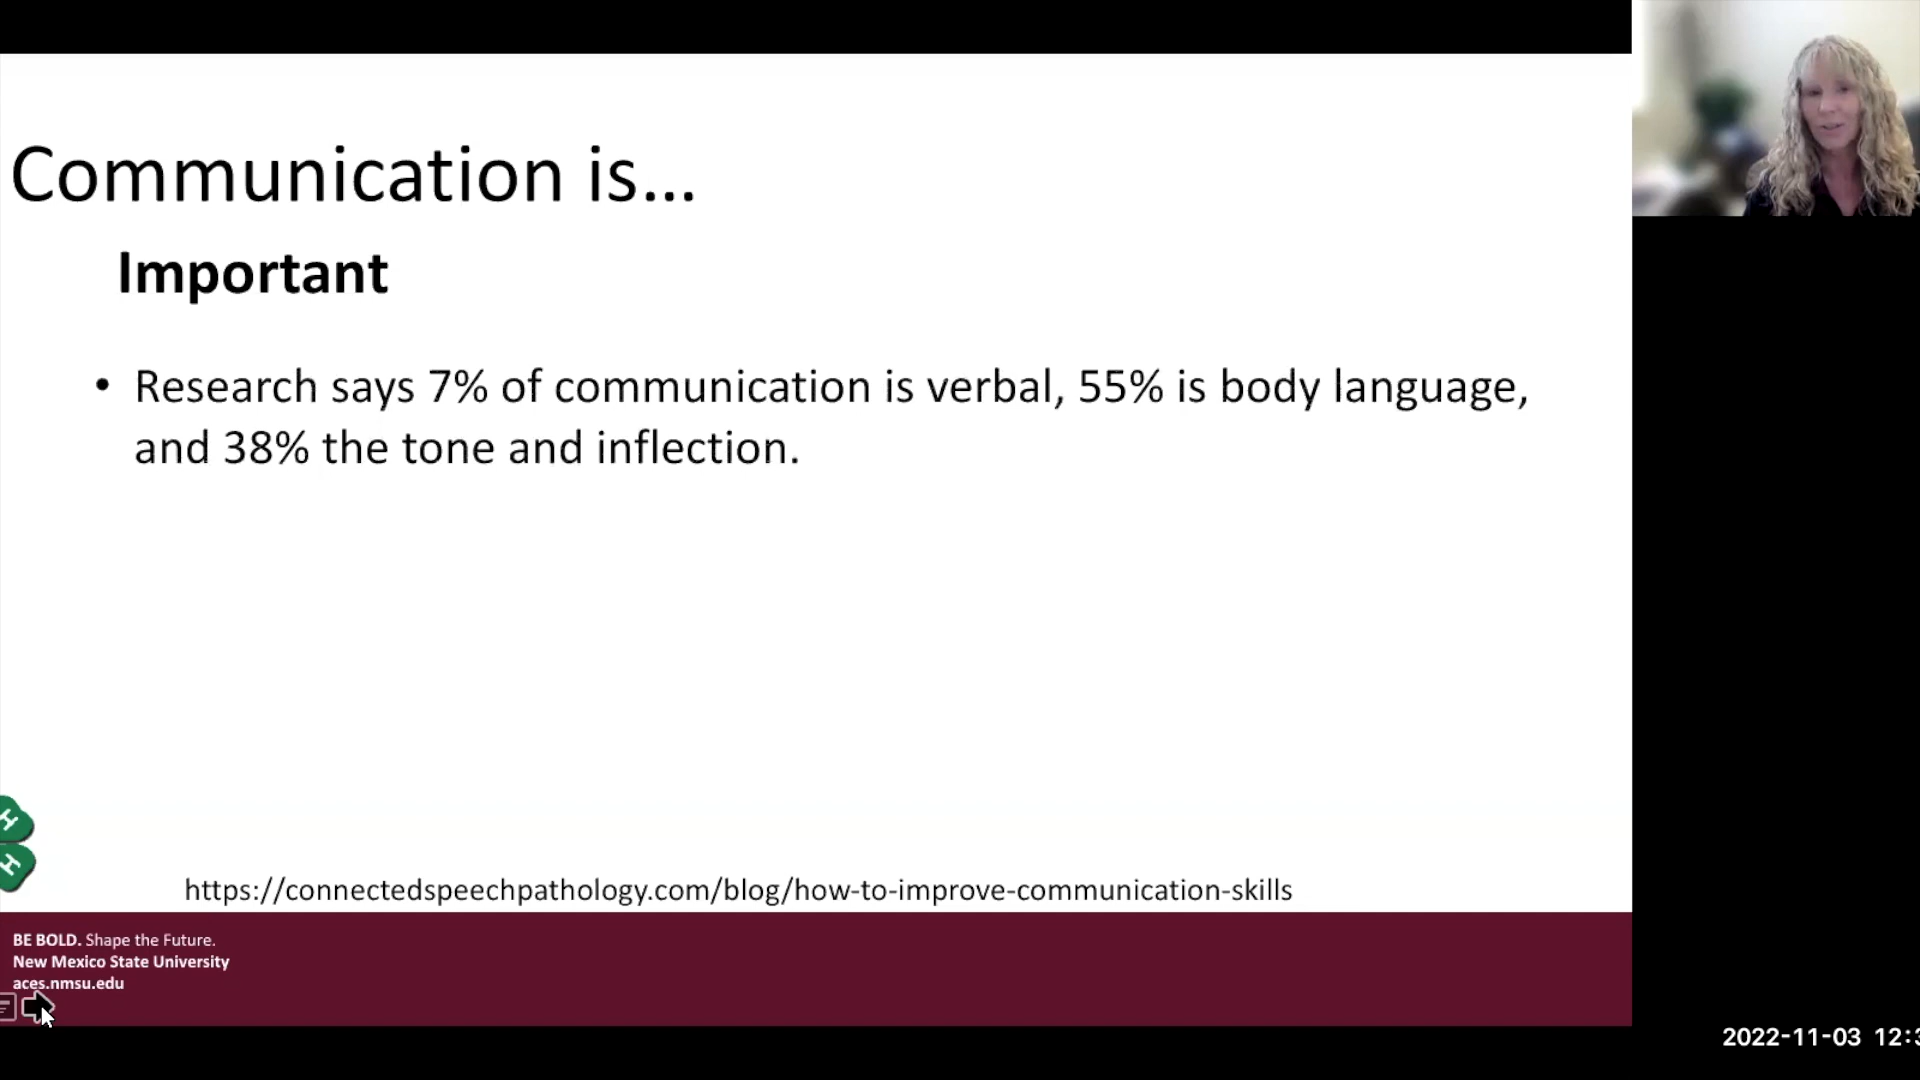 Communication is...
Important
• Research says 7% of communication is verbal, 55% is body language,
and 38% the tone and inflection.
H
H
https://connectedspeechpathology.com/blog/how-to-improve-communication-skills
BE BOLD. Shape the Future.
New Mexico State University
aces.nmsu.edu
2022-11-03 12:3